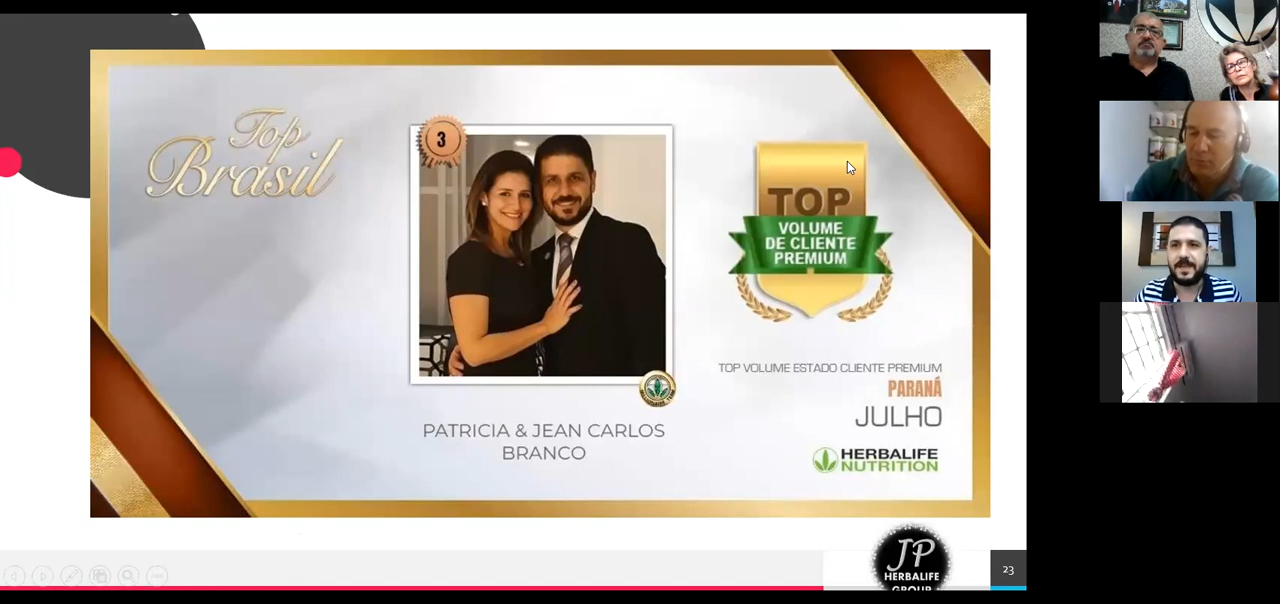 Top
Brasil
3
TOP
VOLUME
DE CLIENTE
PREMIUM
TOP VOLUME ESTADO CLIENTE PREMIUM
PARANÁ
JULHO
HERBALIFE
NUTRITION
PATRICIA & JEAN CARLOS
BRANCO
JP
HERBALIFE
GROUP
23